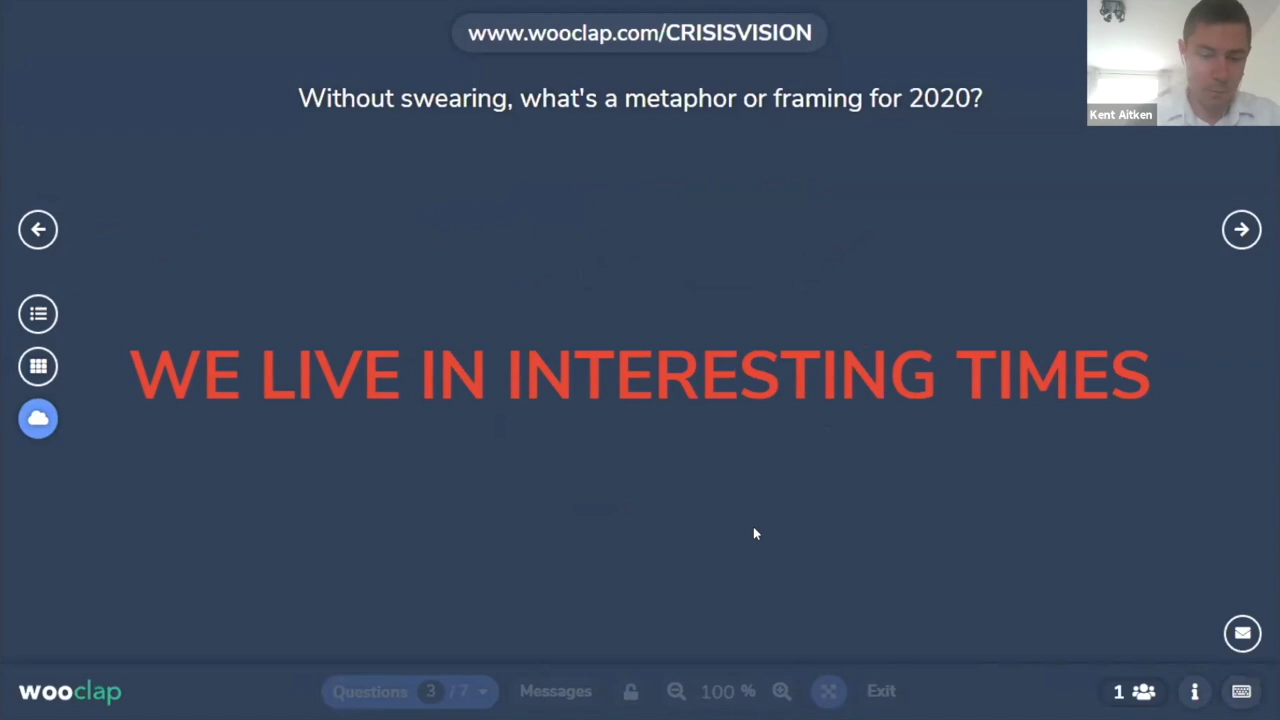 www.wooclap.com/CRISISVISION
Without swearing, what's a metaphor or framing for 2020?
Kent Aitken
WE LIVE IN INTERESTING TIMES
wooclap
Questions 3 / 7
Messages
100 %
Exit
1